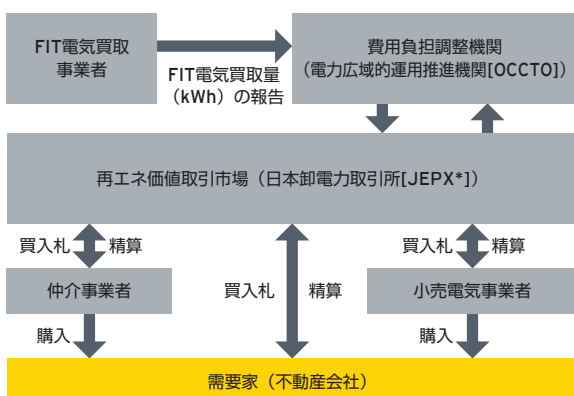 FIT電気買取
事業者
FIT電気買取量
（kWh）の報告
費用負担調整機関
（電力広域的運用推進機関[OCCTO]）
再エネ価値取引市場（日本卸電力取引所[JEPX*]）
買入札 精算
買入札 精算
仲介事業者
買入札 精算
小売電気事業者
購入
購入
需要家（不動産会社）